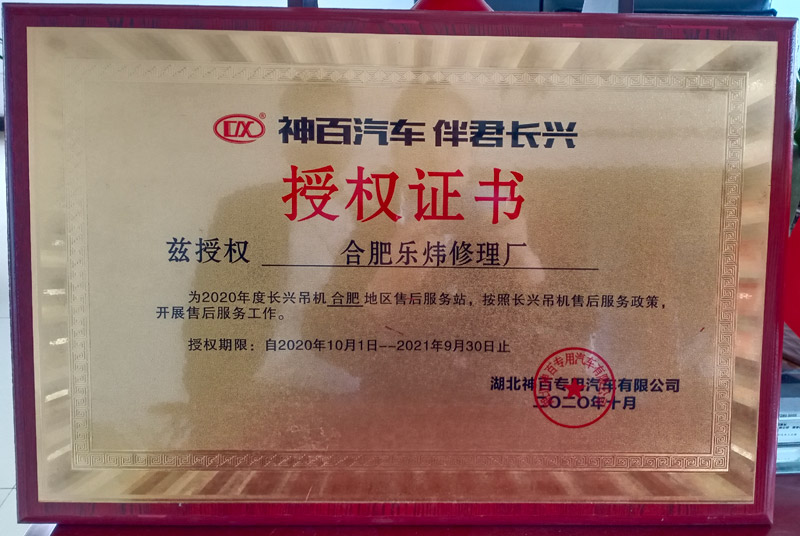 CX® 神百汽车 伴君长兴
授权证书
兹授权 合肥乐炜修理厂
为2020年度长兴吊机 合肥 地区售后服务站，按照长兴吊机售后服务政策，
开展售后服务工作。
授权期限：自2020年10月1日--2021年9月30日止
湖北神百专用汽车有限公司
二〇二〇年十月